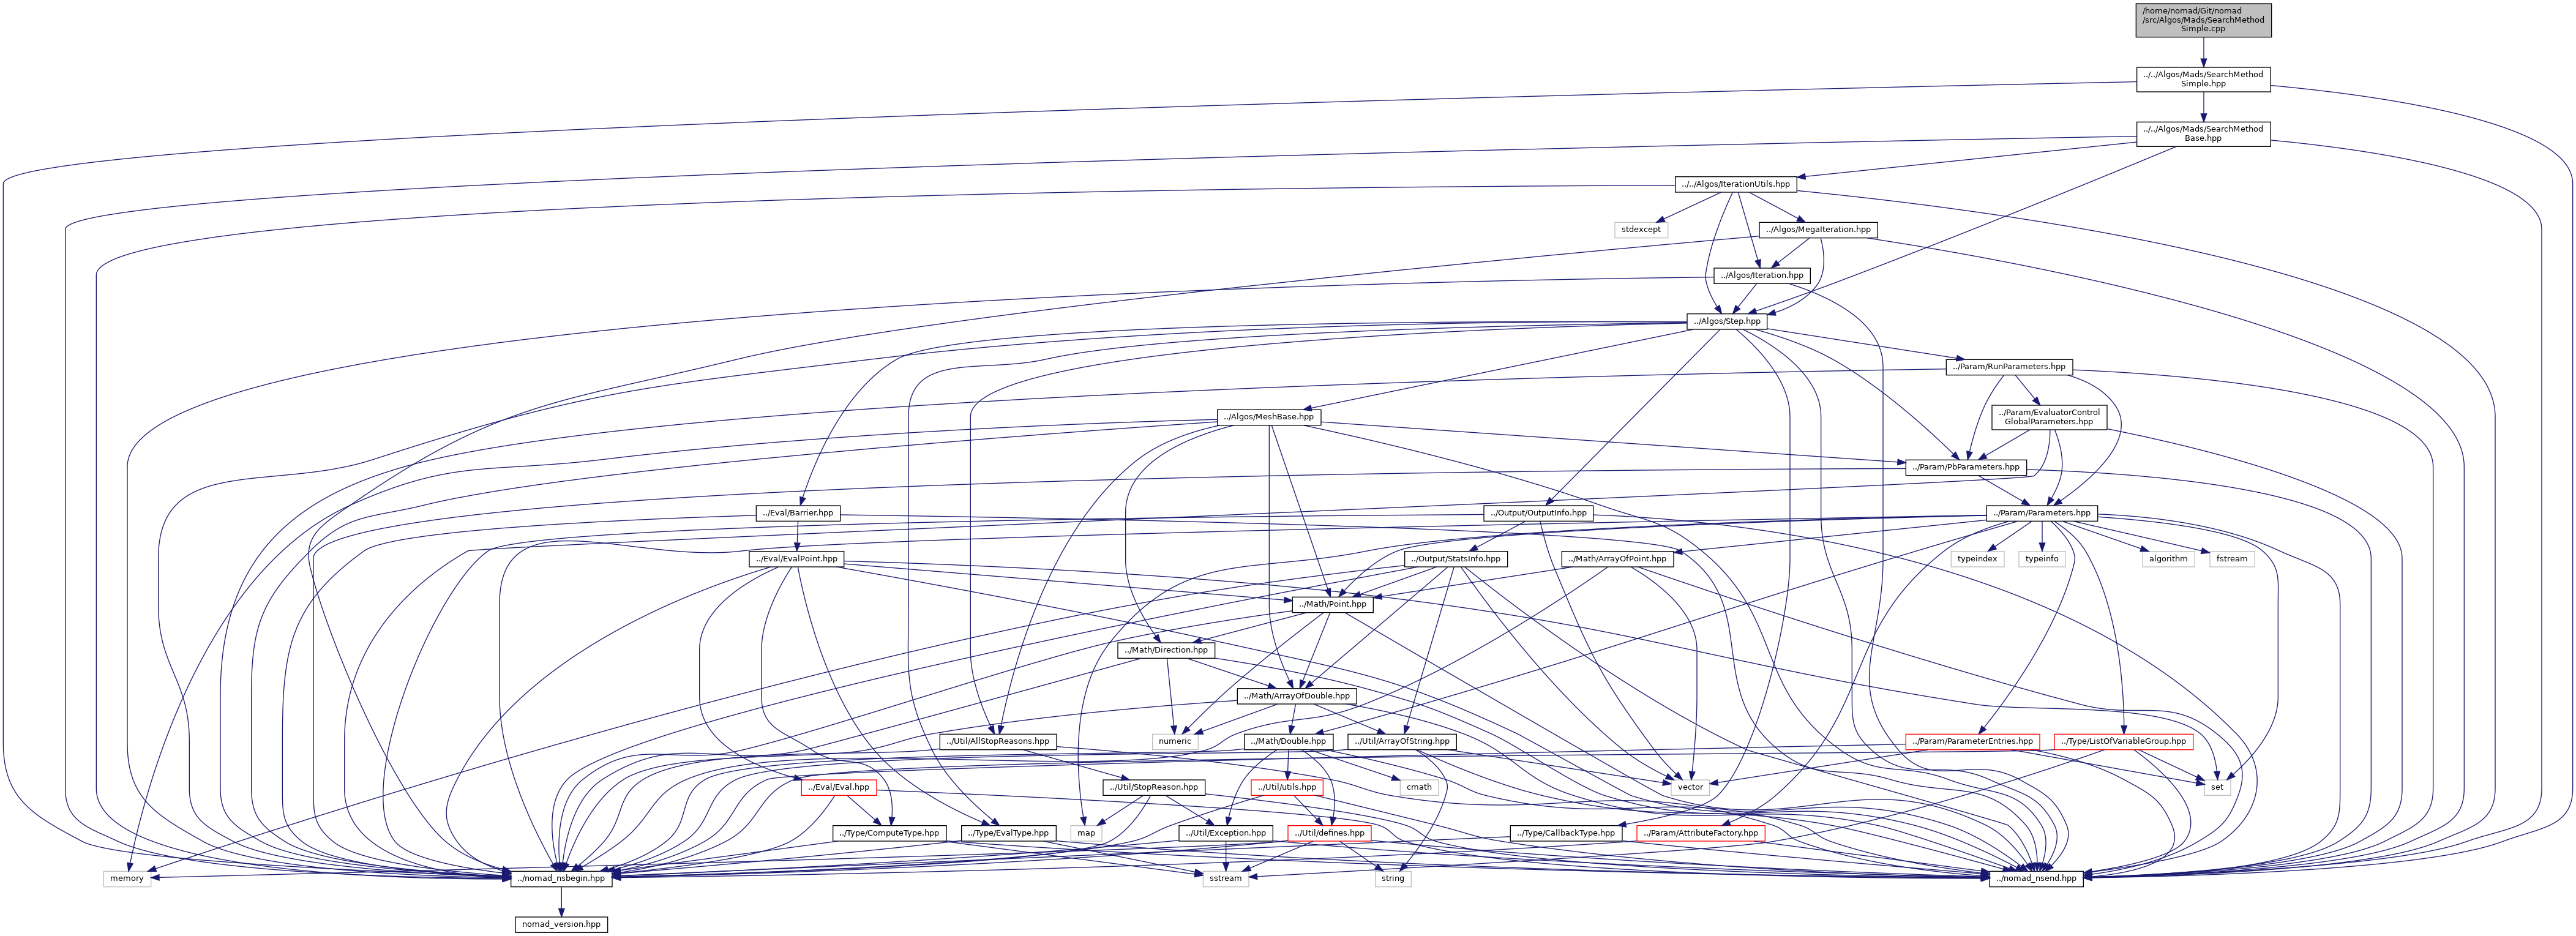 /home/nomad/Git/nomad
/src/Algos/Mads/SearchMethod
Simple.cpp
../../Algos/Mads/SearchMethod
Simple.hpp
../../Algos/Mads/SearchMethod
Base.hpp
../../Algos/IterationUtils.hpp
stdexcept
../Algos/MegaIteration.hpp
../Algos/Iteration.hpp
../Algos/Step.hpp
../Param/RunParameters.hpp
../Algos/MeshBase.hpp
../Param/EvaluatorControl
GlobalParameters.hpp
../Param/PbParameters.hpp
../Eval/Barrier.hpp
../Output/OutputInfo.hpp
../Param/Parameters.hpp
../Eval/EvalPoint.hpp
../Output/StatsInfo.hpp
../Math/ArrayOfPoint.hpp
typeindex
typeinfo
algorithm
fstream
../Math/Point.hpp
../Math/Direction.hpp
../Math/ArrayOfDouble.hpp
../Util/AllStopReasons.hpp
numeric
../Math/Double.hpp
../Util/ArrayOfString.hpp
../Param/ParameterEntries.hpp
../Type/ListOfVariableGroup.hpp
../Eval/Eval.hpp
../Util/StopReason.hpp
../Util/utils.hpp
cmath
vector
set
../Type/ComputeType.hpp
../Type/EvalType.hpp
map
../Util/Exception.hpp
../Util/defines.hpp
../Type/CallbackType.hpp
../Param/AttributeFactory.hpp
memory
../nomad_nsbegin.hpp
sstream
string
../nomad_nsend.hpp
nomad_version.hpp